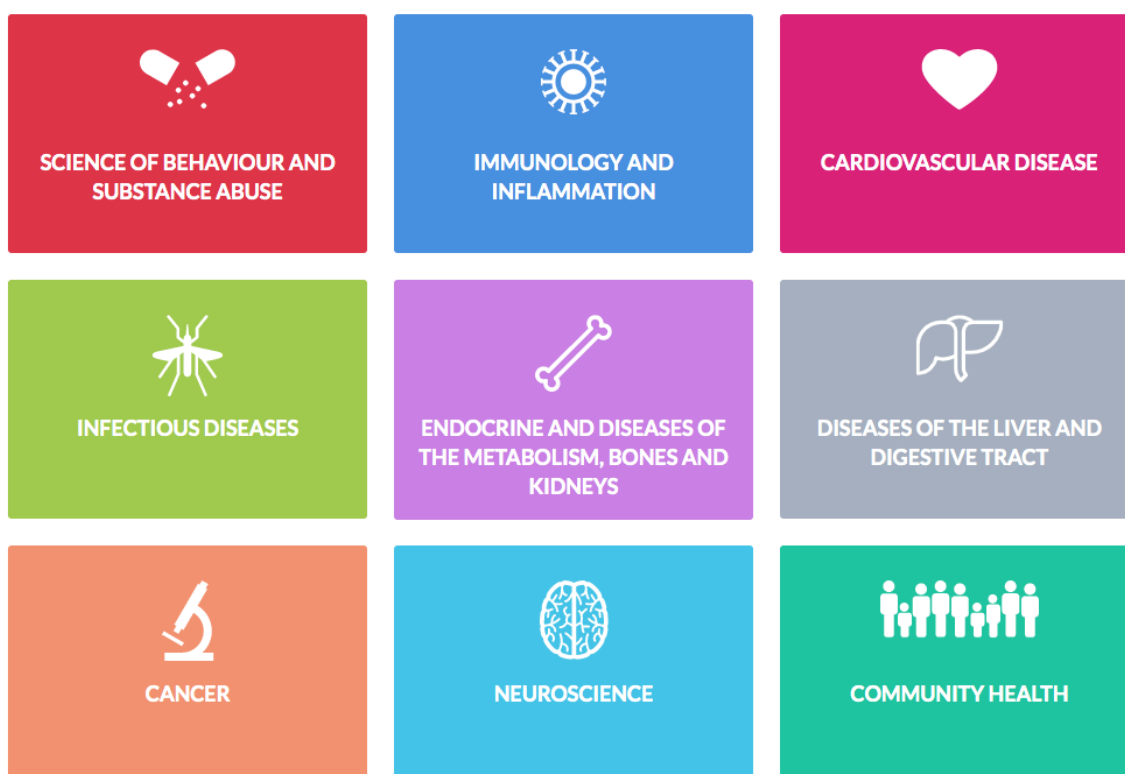 SCIENCE OF BEHAVIOUR AND
SUBSTANCE ABUSE
IMMUNOLOGY AND
INFLAMMATION
CARDIOVASCULAR DISEASE
INFECTIOUS DISEASES
ENDOCRINE AND DISEASES OF
THE METABOLISM, BONES AND
KIDNEYS
DISEASES OF THE LIVER AND
DIGESTIVE TRACT
CANCER
NEUROSCIENCE
COMMUNITY HEALTH